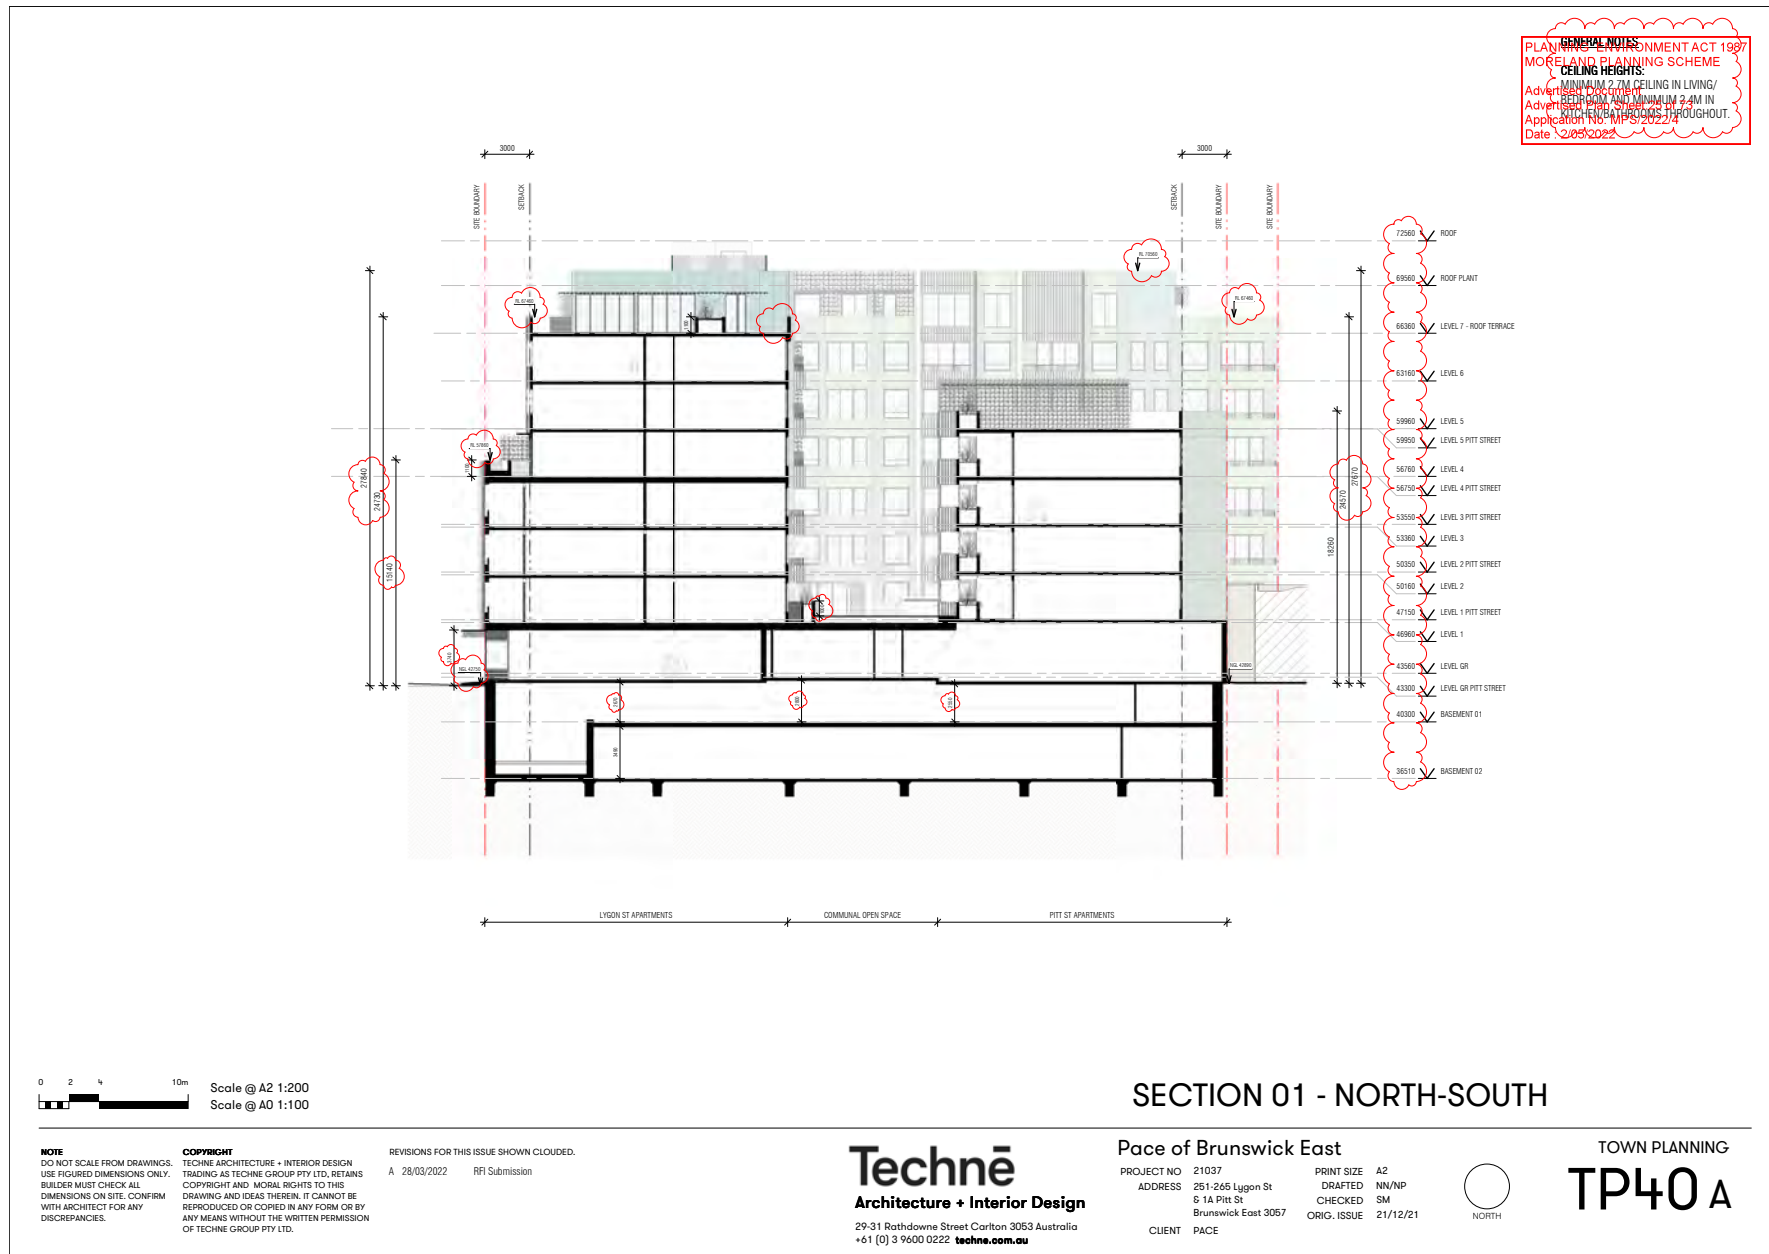 GENERAL NOTES
PLANNING ENVIRONMENT ACT 1987
MORELAND PLANNING SCHEME
CEILING HEIGHTS:
MINIMUM 2.7M CEILING IN LIVING/
Advertised Document
BEDROOM AND MINIMUM 2.4M IN
Advertised Plan Sheet 25 of 73
KITCHEN/BATHROOMS THROUGHOUT.
Application No. MPS/2022/4
Date : 2/05/2022
3000
3000
SITE BOUNDARY
SETBACK
SETBACK
SITE BOUNDARY
SITE BOUNDARY
72560 ROOF
69560 ROOF PLANT
66360 LEVEL 7 - ROOF TERRACE
63160 LEVEL 6
59960 LEVEL 5
59950 LEVEL 5 PITT STREET
56760 LEVEL 4
56750 LEVEL 4 PITT STREET
53550 LEVEL 3 PITT STREET
53360 LEVEL 3
50350 LEVEL 2 PITT STREET
50160 LEVEL 2
47150 LEVEL 1 PITT STREET
46960 LEVEL 1
43560 LEVEL GR
43300 LEVEL GR PITT STREET
40300 BASEMENT 01
36510 BASEMENT 02
RL 70560
RL 67460
RL 67460
RL 57860
27840
24730
15140
27670
24570
18260
NGL 42750
NGL 42880
LYGON ST APARTMENTS
COMMUNAL OPEN SPACE
PITT ST APARTMENTS
0 2 4 10m
Scale @ A2 1:200
Scale @ A0 1:100
SECTION 01 - NORTH-SOUTH
NOTE
DO NOT SCALE FROM DRAWINGS.
USE FIGURED DIMENSIONS ONLY.
BUILDER MUST CHECK ALL
DIMENSIONS ON SITE. CONFIRM
WITH ARCHITECT FOR ANY
DISCREPANCIES.
COPYRIGHT
TECHNE ARCHITECTURE + INTERIOR DESIGN
TRADING AS TECHNE GROUP PTY LTD, RETAINS
COPYRIGHT AND MORAL RIGHTS TO THIS
DRAWING AND IDEAS THEREIN. IT CANNOT BE
REPRODUCED OR COPIED IN ANY FORM OR BY
ANY MEANS WITHOUT THE WRITTEN PERMISSION
OF TECHNE GROUP PTY LTD.
REVISIONS FOR THIS ISSUE SHOWN CLOUDED.
A 28/03/2022 RFI Submission
Technē
Architecture + Interior Design
29-31 Rathdowne Street Carlton 3053 Australia
+61 (0) 3 9600 0222 techne.com.au
Pace of Brunswick East
PROJECT NO 21037
ADDRESS 251-265 Lygon St
& 1A Pitt St
Brunswick East 3057
CLIENT PACE
PRINT SIZE A2
DRAFTED NN/NP
CHECKED SM
ORIG. ISSUE 21/12/21
NORTH
TOWN PLANNING
TP40 A